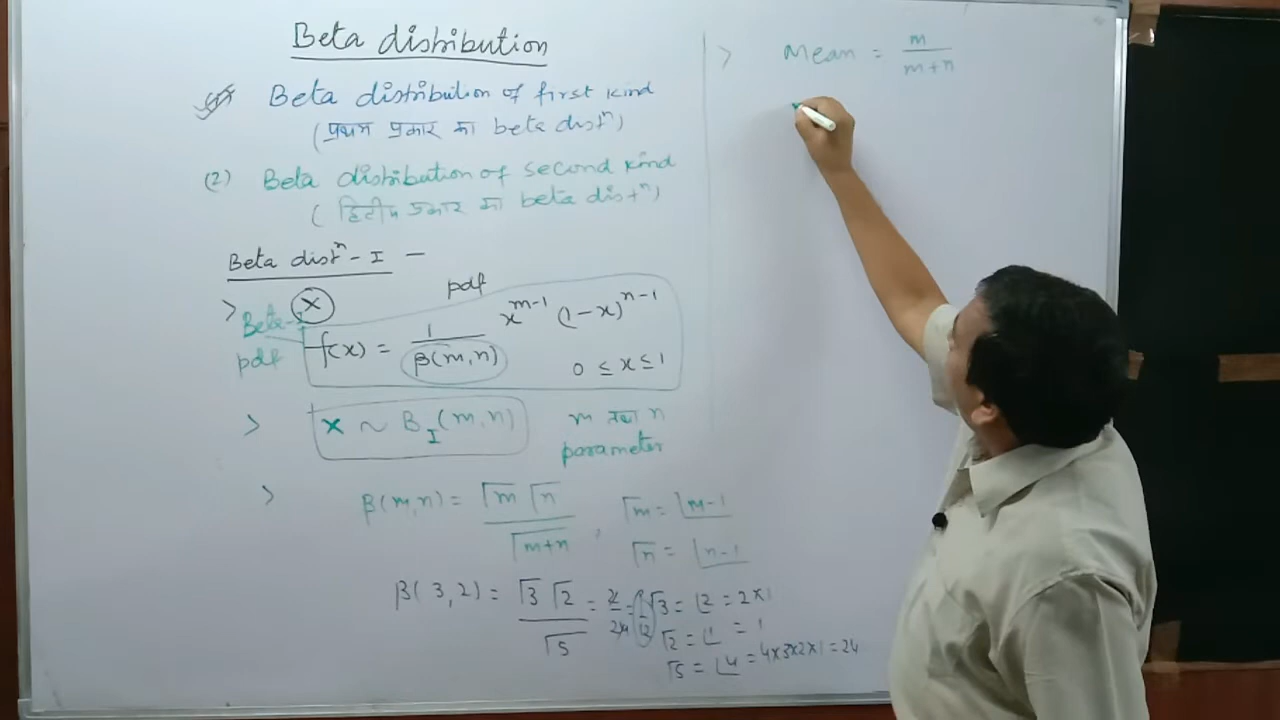 Beta distribution
(1) Beta distribution of first kind
(प्रथम प्रकार का beta distⁿ)
(2) Beta distribution of second kind
(द्वितीय प्रकार का beta distⁿ)
Beta distⁿ - I -
> X
pdf
Beta-I
pdf
f(x) = 1/β(m,n) x^(m-1) (1-x)^(n-1)
0 ≤ x ≤ 1
> X ~ B_I(m,n) m तथा n
parameter
> β(m,n) = Γm Γn / Γm+n , Γm = ⌊m-1
Γn = ⌊n-1
β(3,2) = Γ3 Γ2 / Γ5 = 2/24 = 1/12 Γ3 = ⌊2 = 2×1
Γ2 = ⌊1 = 1
Γ5 = ⌊4 = 4×3×2×1 = 24
> Mean = m/m+n